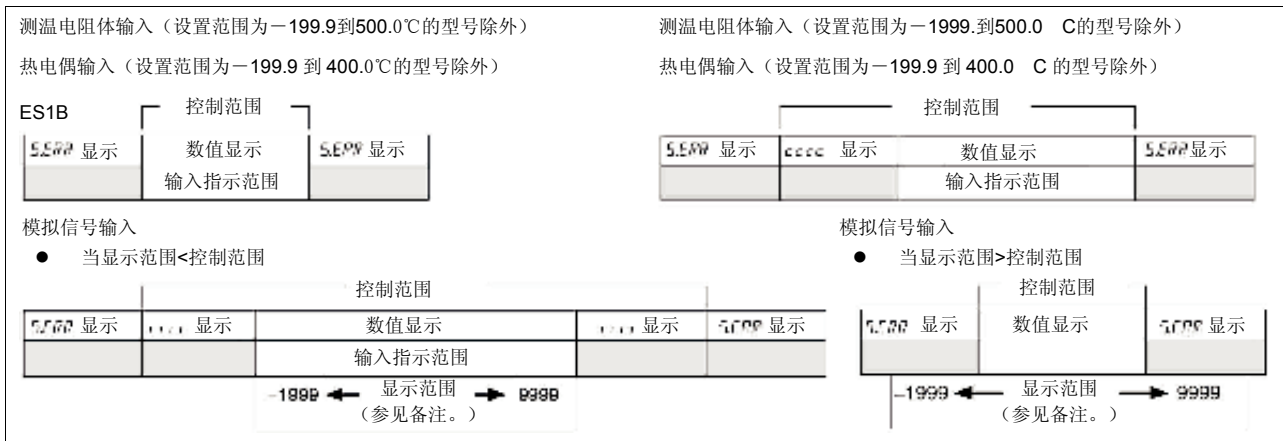 测温电阻体输入（设置范围为－199.9到500.0℃的型号除外）
热电偶输入（设置范围为－199.9 到 400.0℃的型号除外）
ES1B
控制范围
S.ERR 显示 数值显示 S.ERR 显示
输入指示范围
测温电阻体输入（设置范围为－1999.到500.0 C的型号除外）
热电偶输入（设置范围为－199.9 到 400.0 C 的型号除外）
控制范围
S.ERR 显示 cccc 显示 数值显示 S.ERR显示
输入指示范围
模拟信号输入
● 当显示范围<控制范围
控制范围
S.ERR 显示 显示 数值显示 显示 S.ERR 显示
输入指示范围
-1999 显示范围 9999
（参见备注。）
模拟信号输入
● 当显示范围>控制范围
控制范围
S.ERR 显示 数值显示 S.ERR 显示
-1999 显示范围 9999
（参见备注。）